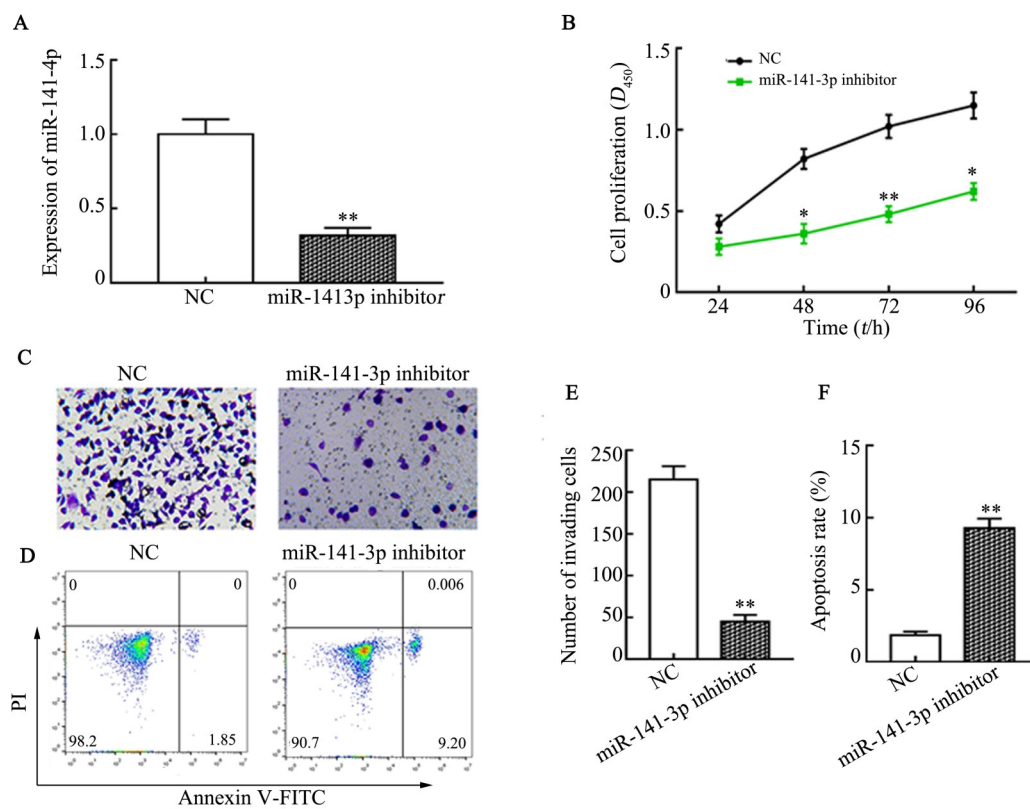 A
Expression of miR-141-4p
1.5
1.0
0.5
0
**
NC
miR-1413p inhibitor
B
Cell proliferation (D450)
1.5
1.0
0.5
0
NC
miR-141-3p inhibitor
*
**
*
24
48
72
96
Time (t/h)
C
NC
miR-141-3p inhibitor
D
NC
miR-141-3p inhibitor
0
0
98.2
1.85
0
0.006
90.7
9.20
PI
Annexin V-FITC
E
Number of invading cells
250
200
150
100
50
0
**
NC
miR-141-3p inhibitor
F
Apoptosis rate (%)
15
10
5
0
**
NC
miR-141-3p inhibitor